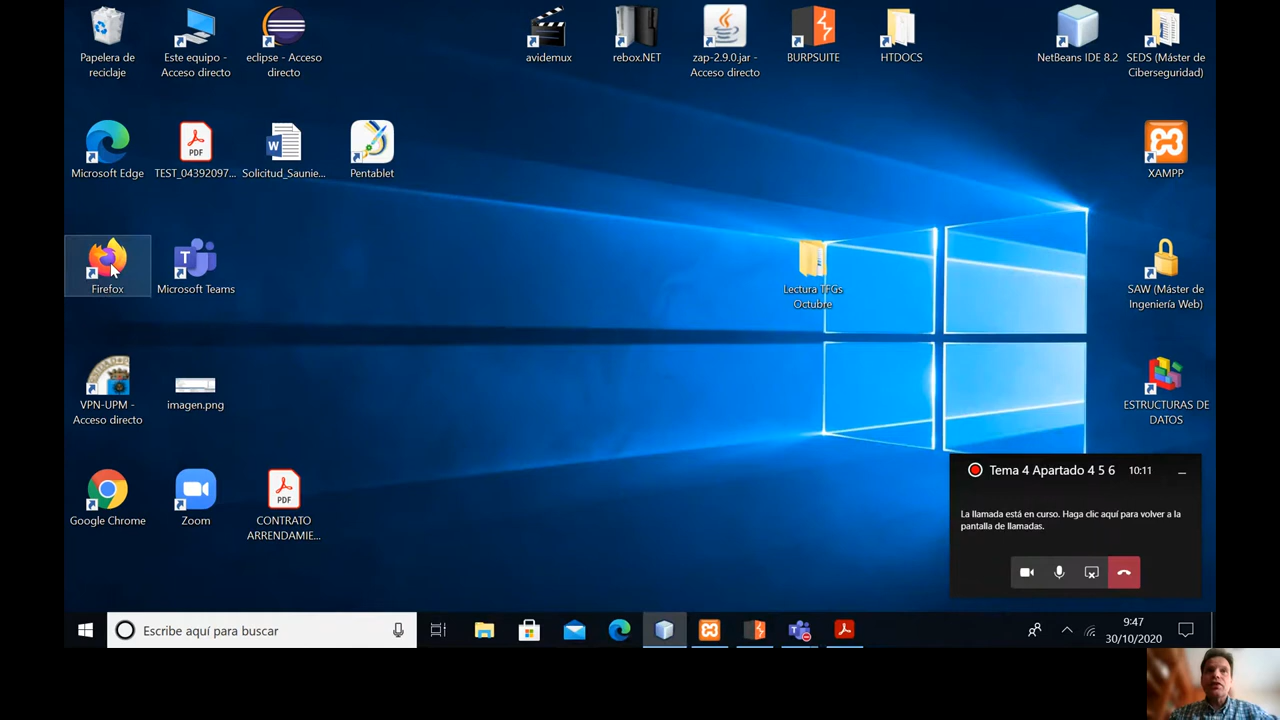 Papelera de
reciclaje
Este equipo -
Acceso directo
eclipse - Acceso
directo
avidemux
rebox.NET
zap-2.9.0.jar -
Acceso directo
BURPSUITE
HTDOCS
NetBeans IDE 8.2
SEDS (Máster de
Ciberseguridad)
Microsoft Edge
PDF
TEST_04392097...
W
Solicitud_Saunie...
Pentablet
XAMPP
Firefox
T
Microsoft Teams
Lectura TFGs
Octubre
SAW (Máster de
Ingeniería Web)
VPN-UPM -
Acceso directo
imagen.png
ESTRUCTURAS DE
DATOS
Google Chrome
Zoom
PDF
CONTRATO
ARRENDAMIE...
Tema 4 Apartado 4 5 6
10:11
La llamada está en curso. Haga clic aquí para volver a la
pantalla de llamadas.
Escribe aquí para buscar
9:47
30/10/2020